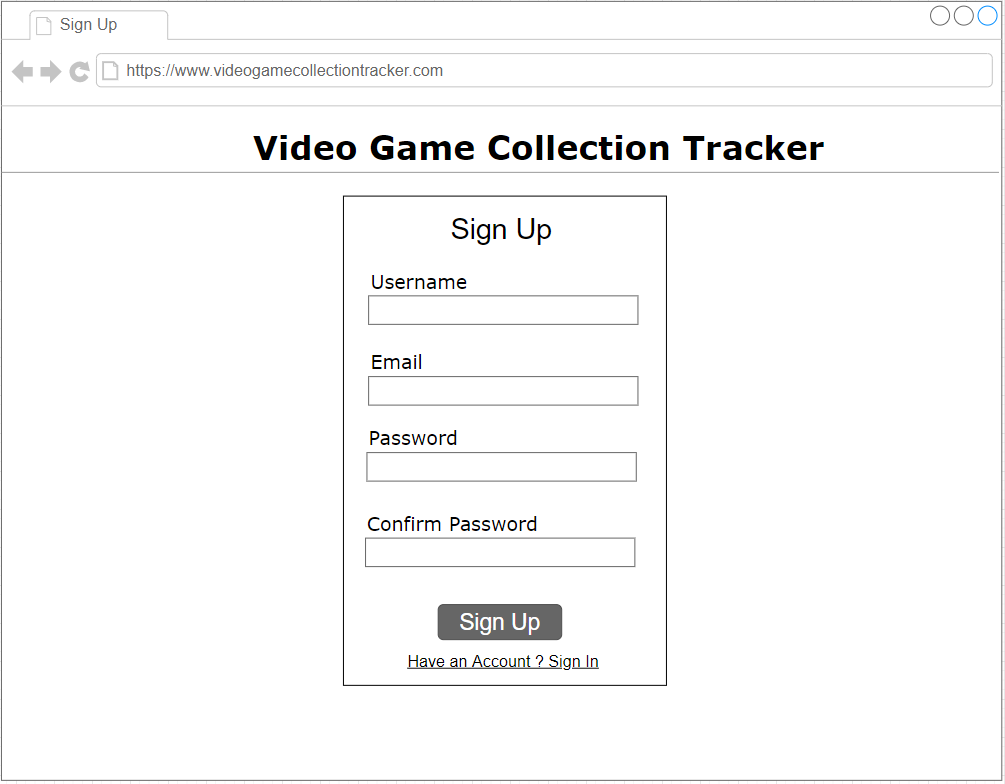 Sign Up
https://www.videogamecollectiontracker.com
Video Game Collection Tracker
Sign Up
Username
Email
Password
Confirm Password
Sign Up
Have an Account ? Sign In